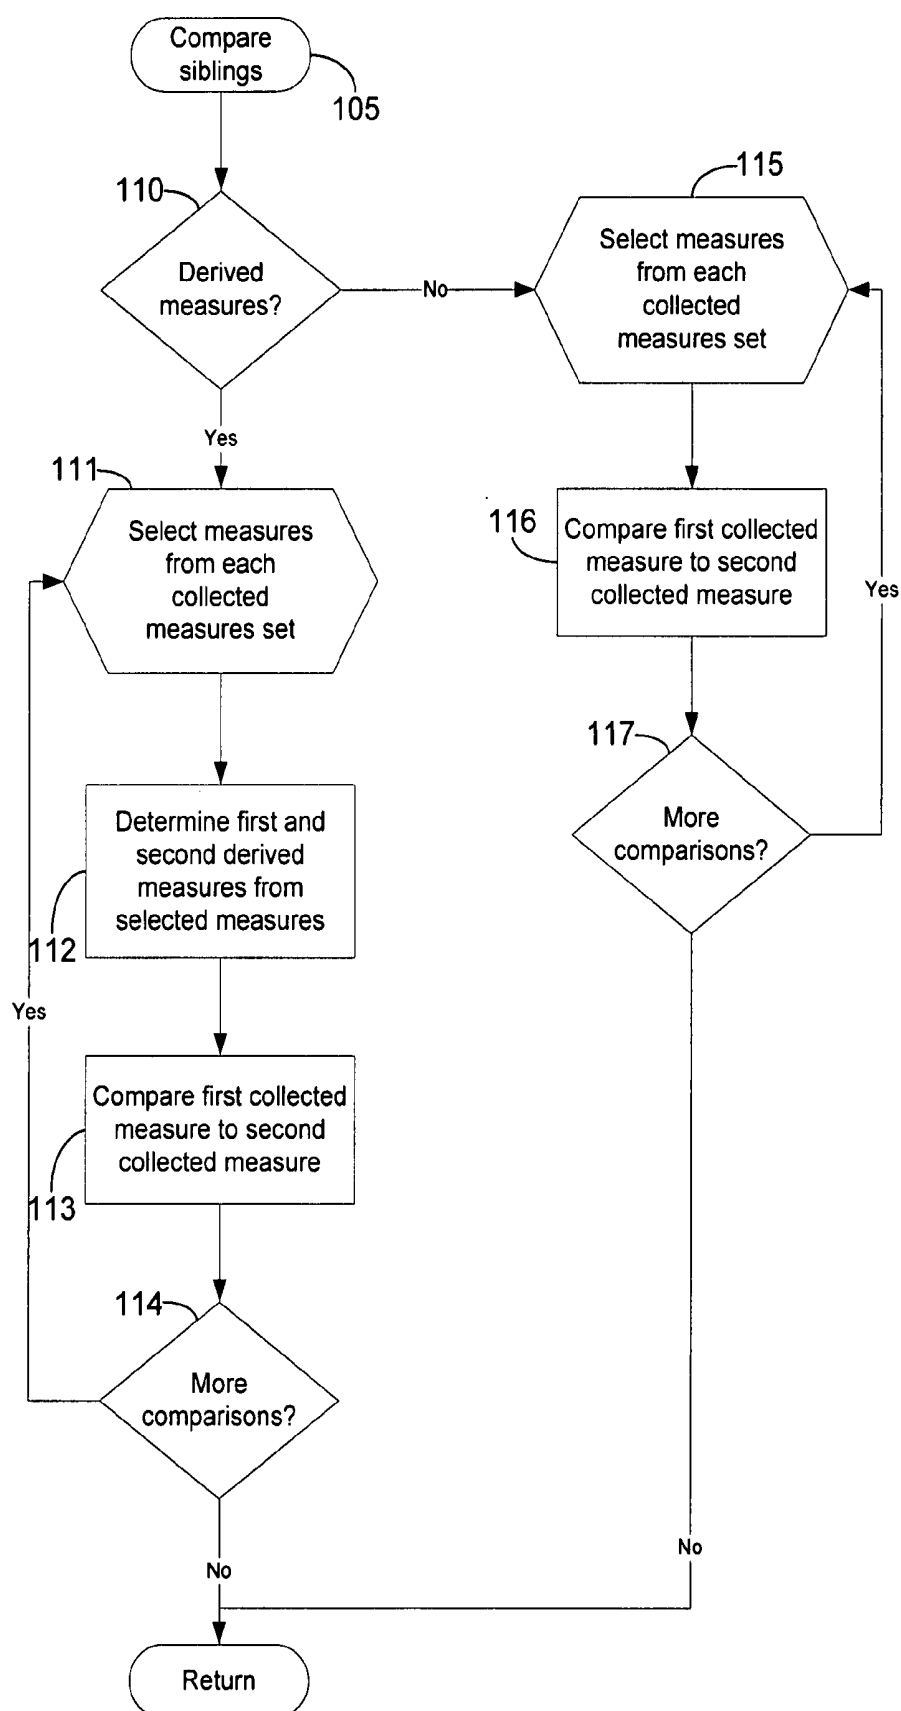 Compare
siblings
105
110
Derived
measures?
No
115
Select measures
from each
collected
measures set
Yes
111
Select measures
from each
collected
measures set
116
Compare first collected
measure to second
collected measure
Yes
117
More
comparisons?
Determine first and
second derived
measures from
selected measures
112
Yes
Compare first collected
measure to second
collected measure
113
114
More
comparisons?
No
No
Return